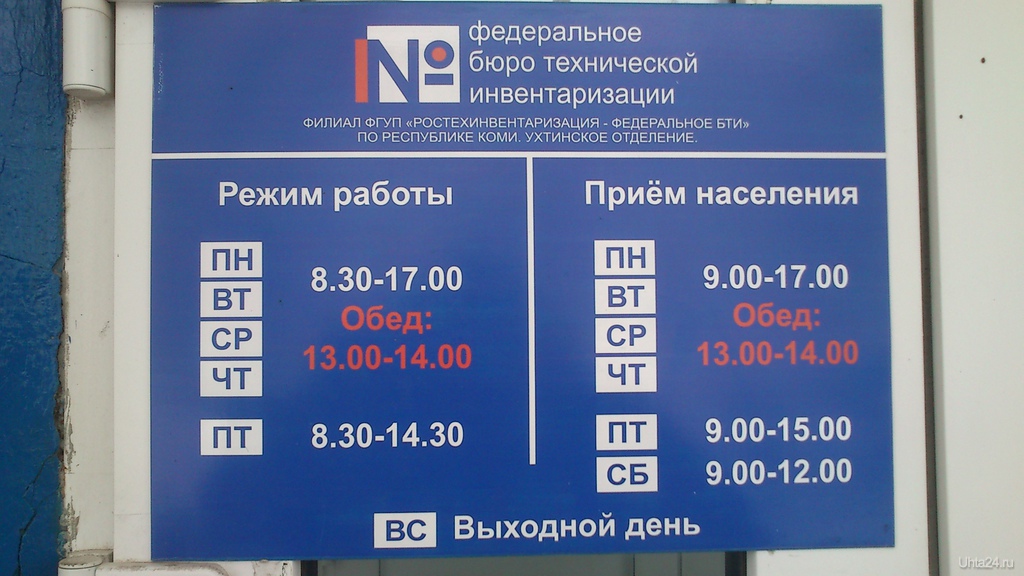 № федеральное
бюро технической
инвентаризации
ФИЛИАЛ ФГУП «РОСТЕХИНВЕНТАРИЗАЦИЯ - ФЕДЕРАЛЬНОЕ БТИ»
ПО РЕСПУБЛИКЕ КОМИ. УХТИНСКОЕ ОТДЕЛЕНИЕ.
Режим работы
ПН
ВТ
СР
ЧТ
8.30-17.00
Обед:
13.00-14.00
ПТ 8.30-14.30
Приём населения
ПН
ВТ
СР
ЧТ
9.00-17.00
Обед:
13.00-14.00
ПТ 9.00-15.00
СБ 9.00-12.00
ВС Выходной день
Uhta24.ru